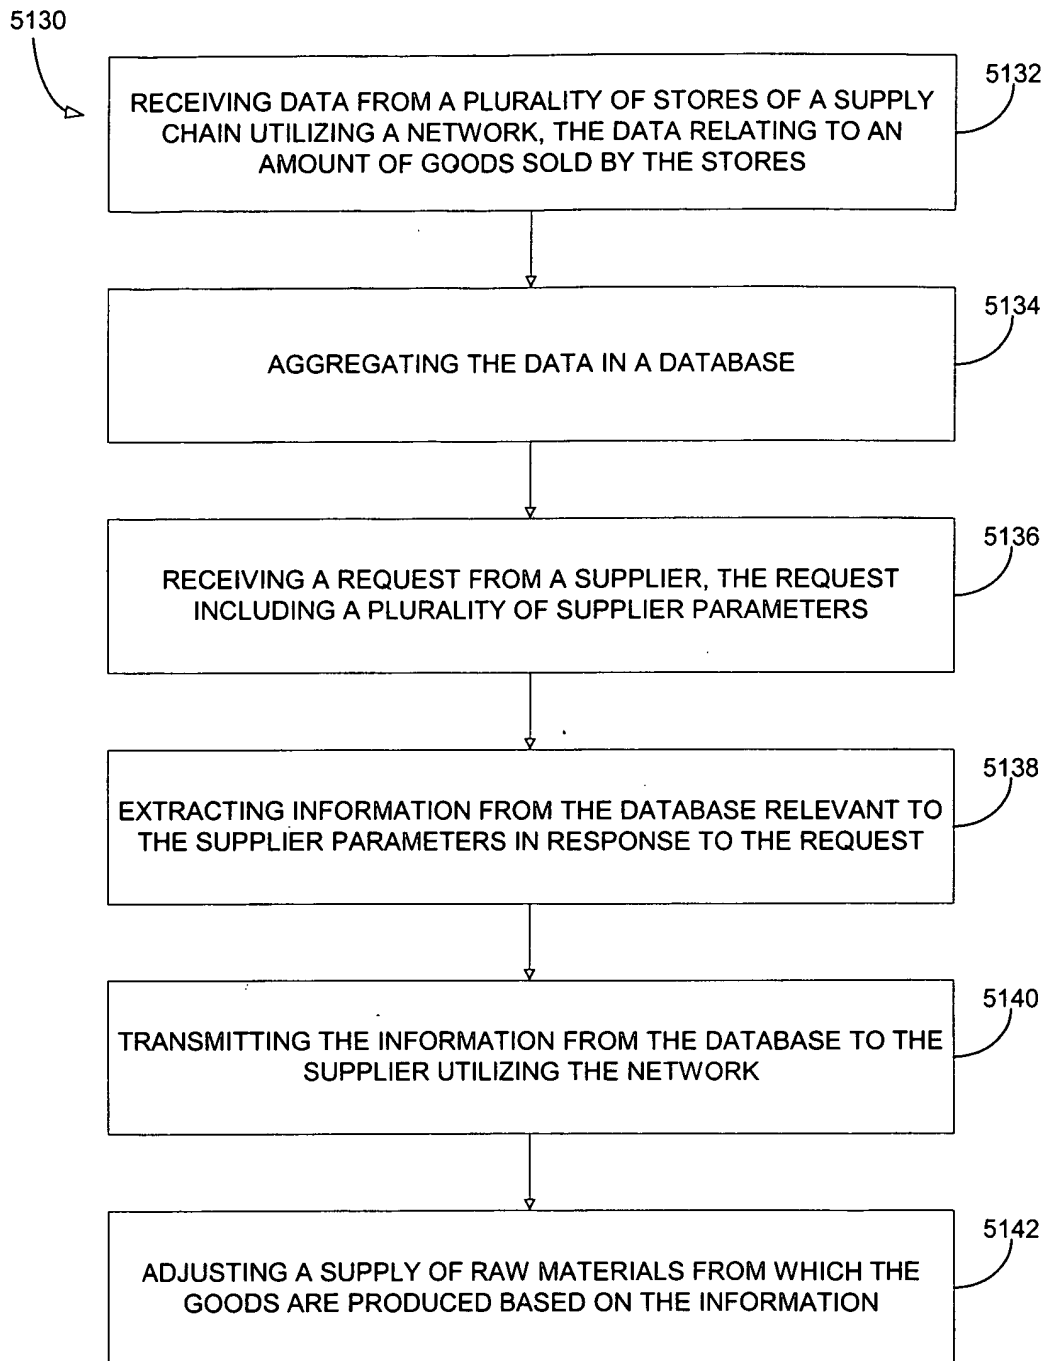 5130
5132
RECEIVING DATA FROM A PLURALITY OF STORES OF A SUPPLY
CHAIN UTILIZING A NETWORK, THE DATA RELATING TO AN
AMOUNT OF GOODS SOLD BY THE STORES
5134
AGGREGATING THE DATA IN A DATABASE
5136
RECEIVING A REQUEST FROM A SUPPLIER, THE REQUEST
INCLUDING A PLURALITY OF SUPPLIER PARAMETERS
5138
EXTRACTING INFORMATION FROM THE DATABASE RELEVANT TO
THE SUPPLIER PARAMETERS IN RESPONSE TO THE REQUEST
5140
TRANSMITTING THE INFORMATION FROM THE DATABASE TO THE
SUPPLIER UTILIZING THE NETWORK
5142
ADJUSTING A SUPPLY OF RAW MATERIALS FROM WHICH THE
GOODS ARE PRODUCED BASED ON THE INFORMATION